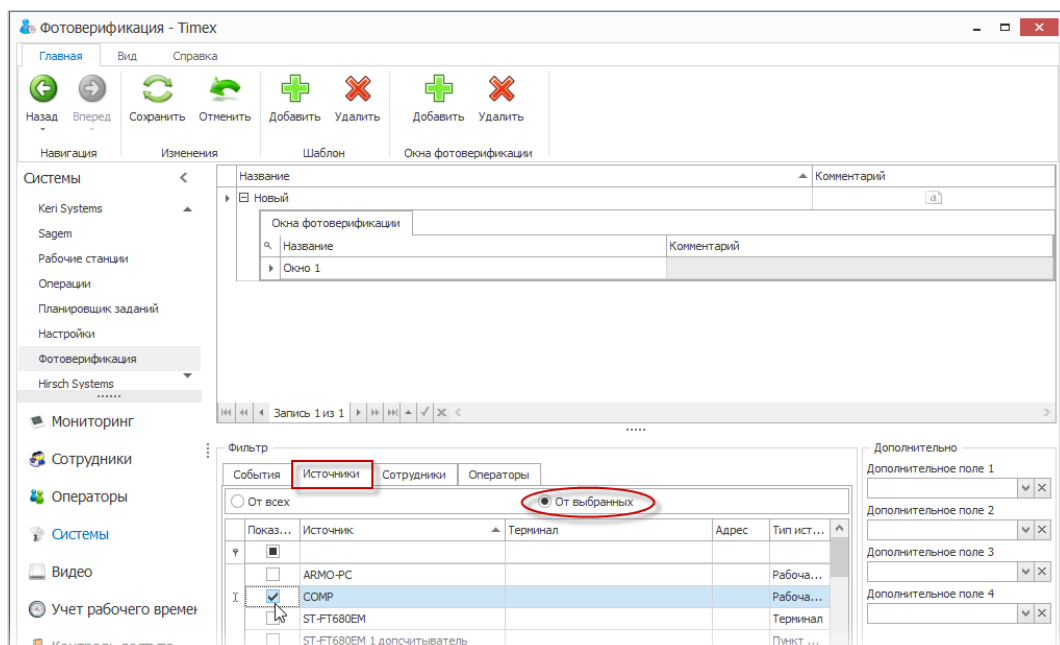 Фотоверификация - Timex
Главная Вид Справка
Назад Вперед Сохранить Отменить Добавить Удалить Добавить Удалить
Навигация Изменения Шаблон Окна фотоверификации
Системы
Keri Systems
Sagem
Рабочие станции
Операции
Планировщик заданий
Настройки
Фотоверификация
Hirsch Systems
Мониторинг
Сотрудники
Операторы
Системы
Видео
Учет рабочего времен
Название Комментарий
Новый a
Окна фотоверификации
Название Комментарий
Окно 1
Запись 1 из 1
Фильтр
События Источники Сотрудники Операторы
От всех От выбранных
Показ... Источник Терминал Адрес Тип ист...
ARMO-PC Рабоча...
COMP Рабоча...
ST-FT680EM Терминал
ST-FT680EM 1 допсчитыватель Пункт ...
Дополнительно
Дополнительное поле 1
Дополнительное поле 2
Дополнительное поле 3
Дополнительное поле 4